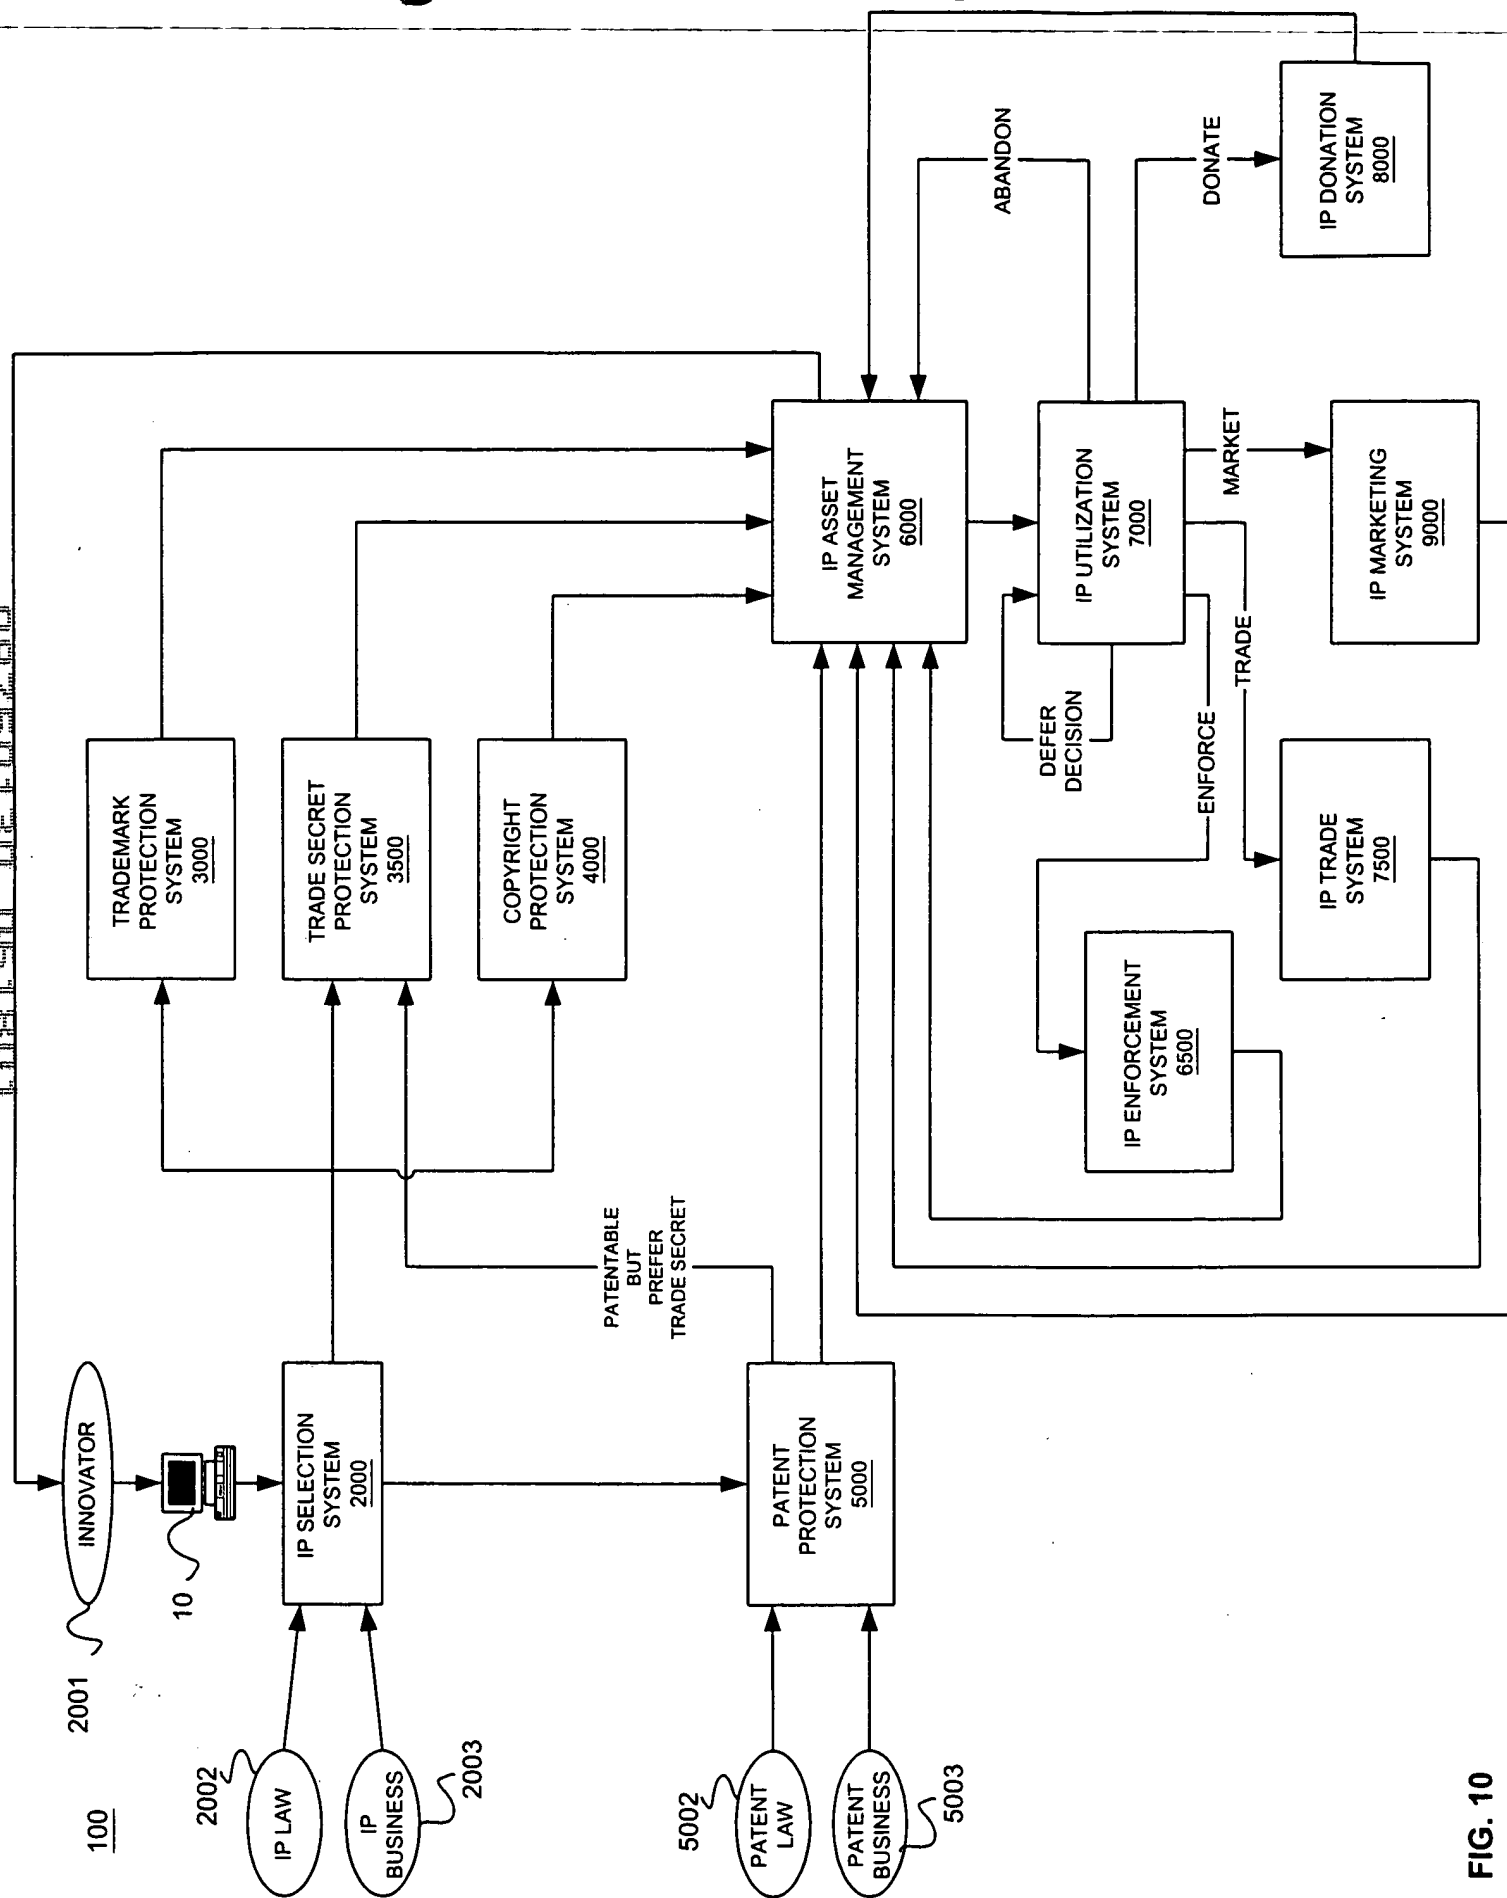 100
2001
INNOVATOR
10
2002
IP LAW
IP
BUSINESS
2003
IP SELECTION
SYSTEM
2000
TRADEMARK
PROTECTION
SYSTEM
3000
TRADE SECRET
PROTECTION
SYSTEM
3500
COPYRIGHT
PROTECTION
SYSTEM
4000
PATENTABLE
BUT
PREFER
TRADE SECRET
5002
PATENT
LAW
PATENT
BUSINESS
5003
PATENT
PROTECTION
SYSTEM
5000
IP ASSET
MANAGEMENT
SYSTEM
6000
ABANDON
DEFER
DECISION
IP UTILIZATION
SYSTEM
7000
DONATE
ENFORCE
TRADE
MARKET
IP ENFORCEMENT
SYSTEM
6500
IP TRADE
SYSTEM
7500
IP MARKETING
SYSTEM
9000
IP DONATION
SYSTEM
8000
FIG. 10